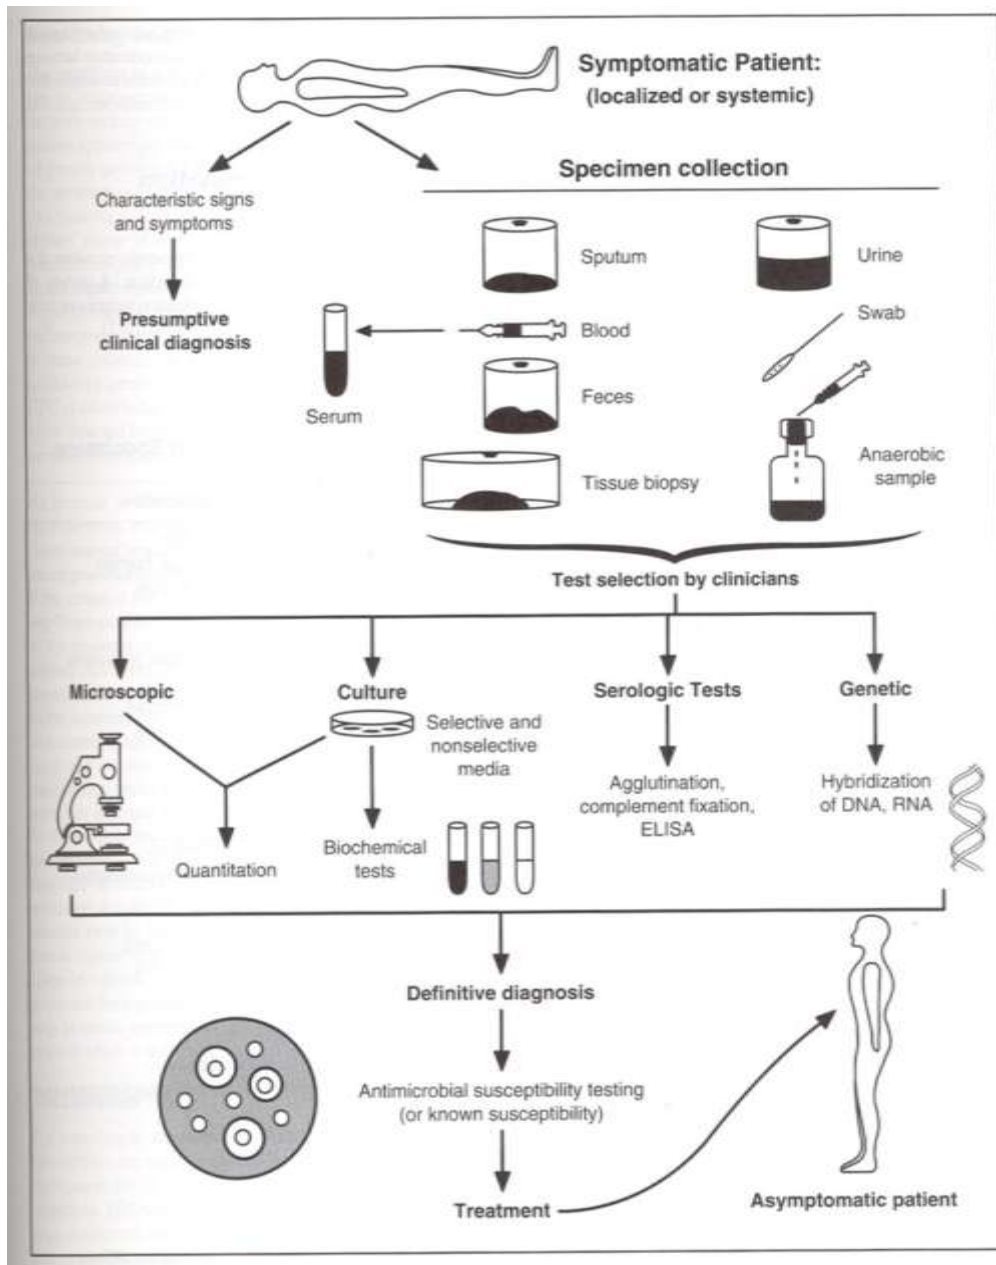 Symptomatic Patient:
(localized or systemic)
Specimen collection
Characteristic signs
and symptoms
Presumptive
clinical diagnosis
Serum
Sputum
Blood
Feces
Tissue biopsy
Urine
Swab
Anaerobic
sample
Test selection by clinicians
Microscopic
Culture
Serologic Tests
Genetic
Selective and
nonselective
media
Agglutination,
complement fixation,
ELISA
Hybridization
of DNA, RNA
Quantitation
Biochemical
tests
Definitive diagnosis
Antimicrobial susceptibility testing
(or known susceptibility)
Treatment
Asymptomatic patient